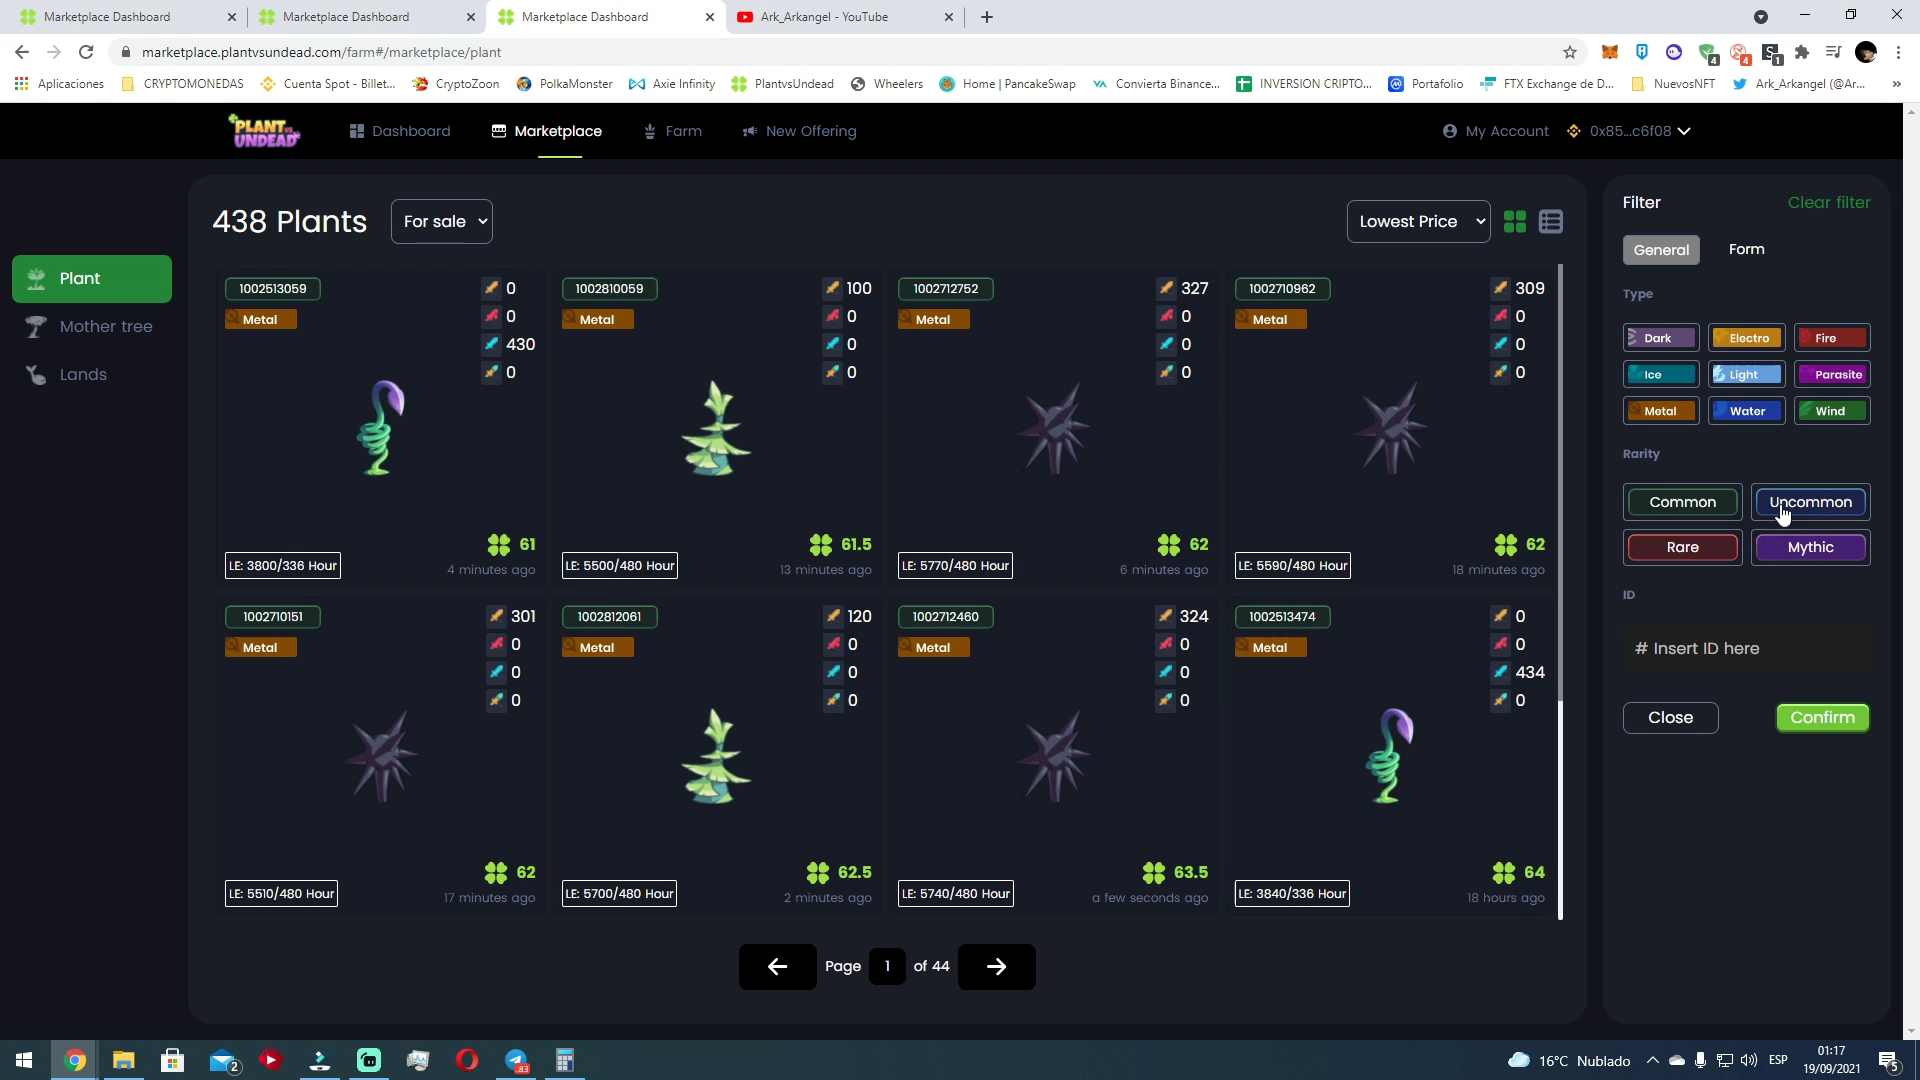 Marketplace Dashboard Marketplace Dashboard Marketplace Dashboard Ark_Arkangel - YouTube
marketplace.plantvsundead.com/farm#/marketplace/plant
4 4 1
Aplicaciones CRYPTOMONEDAS Cuenta Spot - Billet... CryptoZoon PolkaMonster Axie Infinity PlantvsUndead Wheelers Home | PancakeSwap Convierta Binance... INVERSION CRIPTO... Portafolio FTX Exchange de D... NuevosNFT Ark_Arkangel (@Ar... »
PLANT VS UNDEAD Dashboard Marketplace Farm New Offering My Account 0x85...c6f08
438 Plants For sale Lowest Price
Plant
Mother tree
Lands
1002513059 0
Metal 0
430
0
61
LE: 3800/336 Hour 4 minutes ago
1002810059 100
Metal 0
0
0
61.5
LE: 5500/480 Hour 13 minutes ago
1002712752 327
Metal 0
0
0
62
LE: 5770/480 Hour 6 minutes ago
1002710962 309
Metal 0
0
0
62
LE: 5590/480 Hour 18 minutes ago
1002710151 301
Metal 0
0
0
62
LE: 5510/480 Hour 17 minutes ago
1002812061 120
Metal 0
0
0
62.5
LE: 5700/480 Hour 2 minutes ago
1002712460 324
Metal 0
0
0
63.5
LE: 5740/480 Hour a few seconds ago
1002513474 0
Metal 0
434
0
64
LE: 3840/336 Hour 18 hours ago
Page 1 of 44
Filter Clear filter
General Form
Type
Dark Electro Fire
Ice Light Parasite
Metal Water Wind
Rarity
Common Uncommon
Rare Mythic
ID
# Insert ID here
Close Confirm
2 83 16°C Nublado ESP 01:17
19/09/2021 5